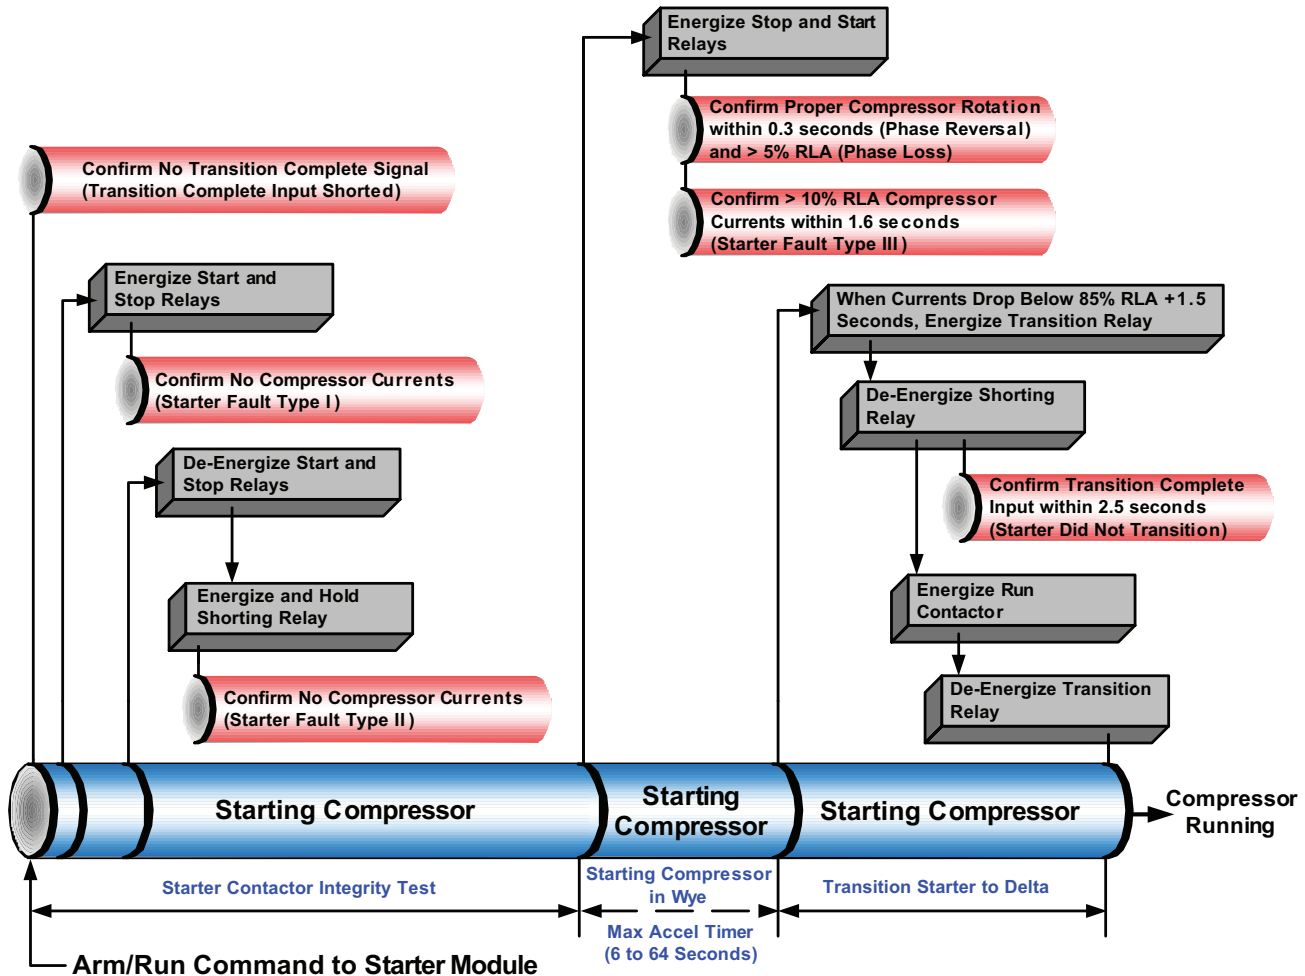 Energize Stop and Start
Relays
Confirm Proper Compressor Rotation
within 0.3 seconds (Phase Reversal)
and > 5% RLA (Phase Loss)
Confirm No Transition Complete Signal
(Transition Complete Input Shorted)
Confirm > 10% RLA Compressor
Currents within 1.6 seconds
(Starter Fault Type III)
Energize Start and
Stop Relays
When Currents Drop Below 85% RLA +1.5
Seconds, Energize Transition Relay
Confirm No Compressor Currents
(Starter Fault Type I)
De-Energize Shorting
Relay
De-Energize Start and
Stop Relays
Confirm Transition Complete
Input within 2.5 seconds
(Starter Did Not Transition)
Energize and Hold
Shorting Relay
Energize Run
Contactor
Confirm No Compressor Currents
(Starter Fault Type II)
De-Energize Transition
Relay
Starting Compressor
Starting
Compressor
Starting Compressor
Compressor
Running
Starter Contactor Integrity Test
Starting Compressor
in Wye
Max Accel Timer
(6 to 64 Seconds)
Transition Starter to Delta
Arm/Run Command to Starter Module